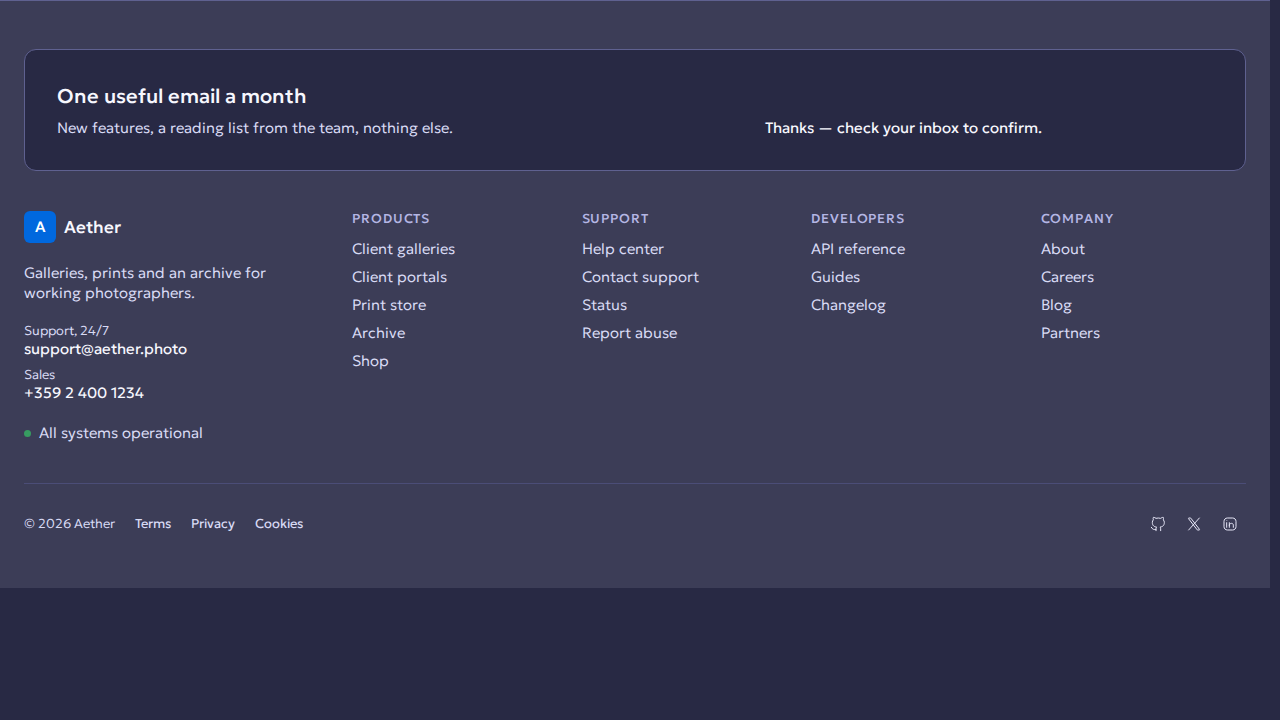 One useful email a month
New features, a reading list from the team, nothing else.
Thanks — check your inbox to confirm.
A Aether
Galleries, prints and an archive for
working photographers.
Support, 24/7
support@aether.photo
Sales
+359 2 400 1234
All systems operational
PRODUCTS
Client galleries
Client portals
Print store
Archive
Shop
SUPPORT
Help center
Contact support
Status
Report abuse
DEVELOPERS
API reference
Guides
Changelog
COMPANY
About
Careers
Blog
Partners
© 2026 Aether Terms Privacy Cookies